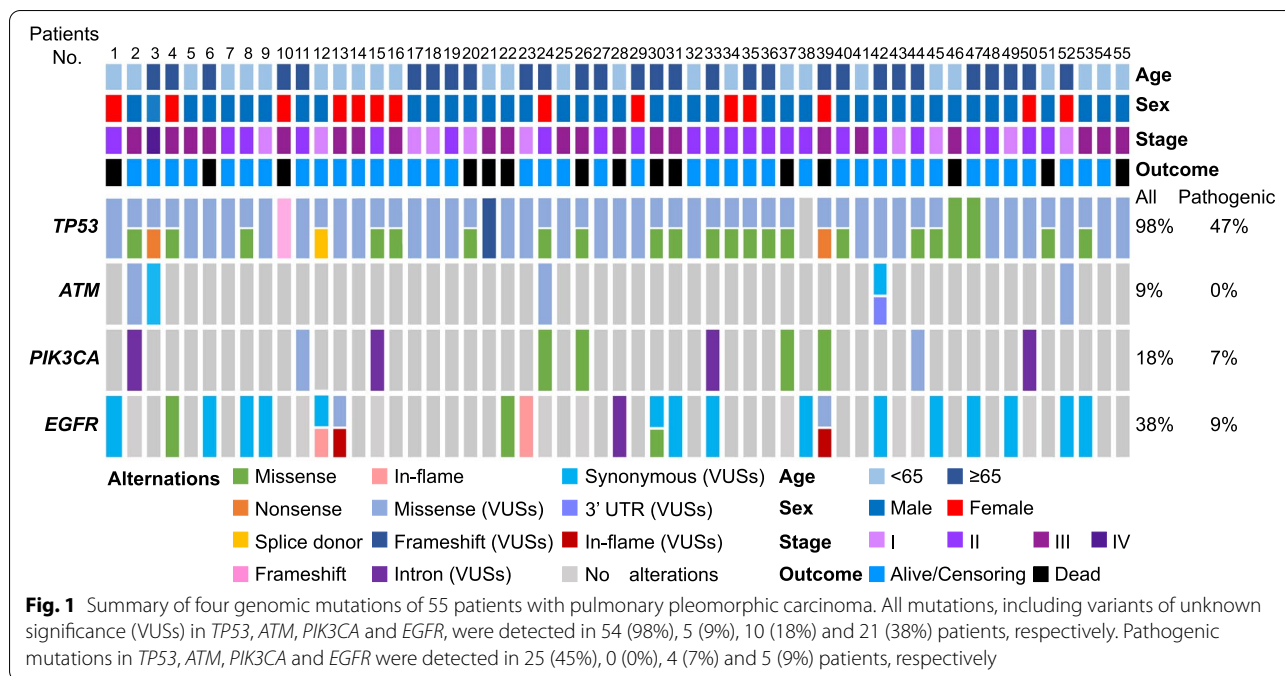 Patients
No.
1 2 3 4 5 6 7 8 9 10 11 12 13 14 15 16 17 18 19 20 21 22 23 24 25 26 27 28 29 30 31 32 33 34 35 36 37 38 39 40 41 42 43 44 45 46 47 48 49 50 51 52 53 54 55
Age
Sex
Stage
Outcome
All Pathogenic
TP53 98% 47%
ATM 9% 0%
PIK3CA 18% 7%
EGFR 38% 9%
Alternations Missense In-flame Synonymous (VUSs) Age <65 ≥65
Nonsense Missense (VUSs) 3' UTR (VUSs) Sex Male Female
Splice donor Frameshift (VUSs) In-flame (VUSs) Stage I II III IV
Frameshift Intron (VUSs) No alterations Outcome Alive/Censoring Dead
Fig. 1 Summary of four genomic mutations of 55 patients with pulmonary pleomorphic carcinoma. All mutations, including variants of unknown
significance (VUSs) in TP53, ATM, PIK3CA and EGFR, were detected in 54 (98%), 5 (9%), 10 (18%) and 21 (38%) patients, respectively. Pathogenic
mutations in TP53, ATM, PIK3CA and EGFR were detected in 25 (45%), 0 (0%), 4 (7%) and 5 (9%) patients, respectively